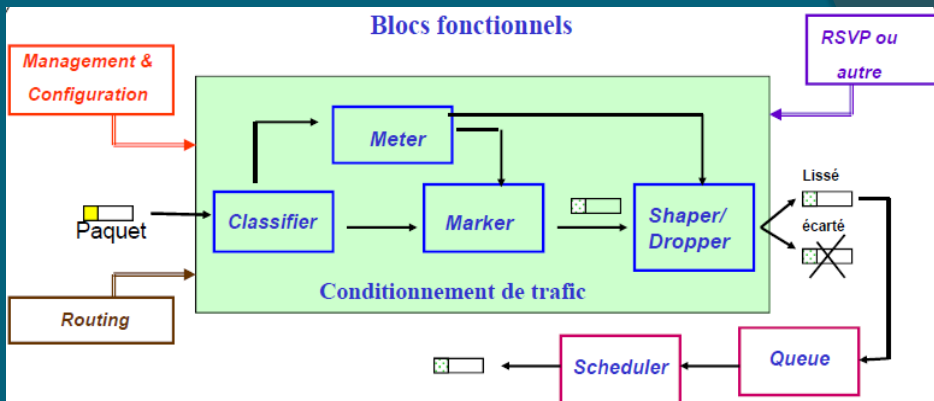 Blocs fonctionnels
Management &
Configuration
RSVP ou
autre
Meter
Paquet
Classifier
Marker
Shaper/
Dropper
Lissé
écarté
Conditionnement de trafic
Routing
Scheduler
Queue